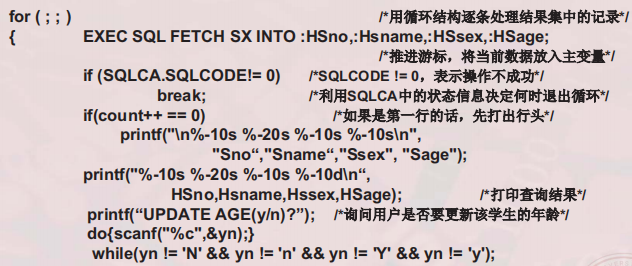 for ( ; ; ) /*用循环结构逐条处理结果集中的记录*/
{ EXEC SQL FETCH SX INTO :HSno,:Hsname,:HSsex,:HSage;
/*推进游标，将当前数据放入主变量*/
if (SQLCA.SQLCODE!= 0) /*SQLCODE != 0，表示操作不成功*/
break; /*利用SQLCA中的状态信息决定何时退出循环*/
if(count++ == 0) /*如果是第一行的话，先打出行头*/
printf("\n%-10s %-20s %-10s %-10s\n",
"Sno“,"Sname“,"Ssex", "Sage");
printf("%-10s %-20s %-10s %-10d\n“,
HSno,Hsname,Hssex,HSage); /*打印查询结果*/
printf(“UPDATE AGE(y/n)?”); /*询问用户是否要更新该学生的年龄*/
do{scanf("%c",&yn);}
while(yn != 'N' && yn != 'n' && yn != 'Y' && yn != 'y');